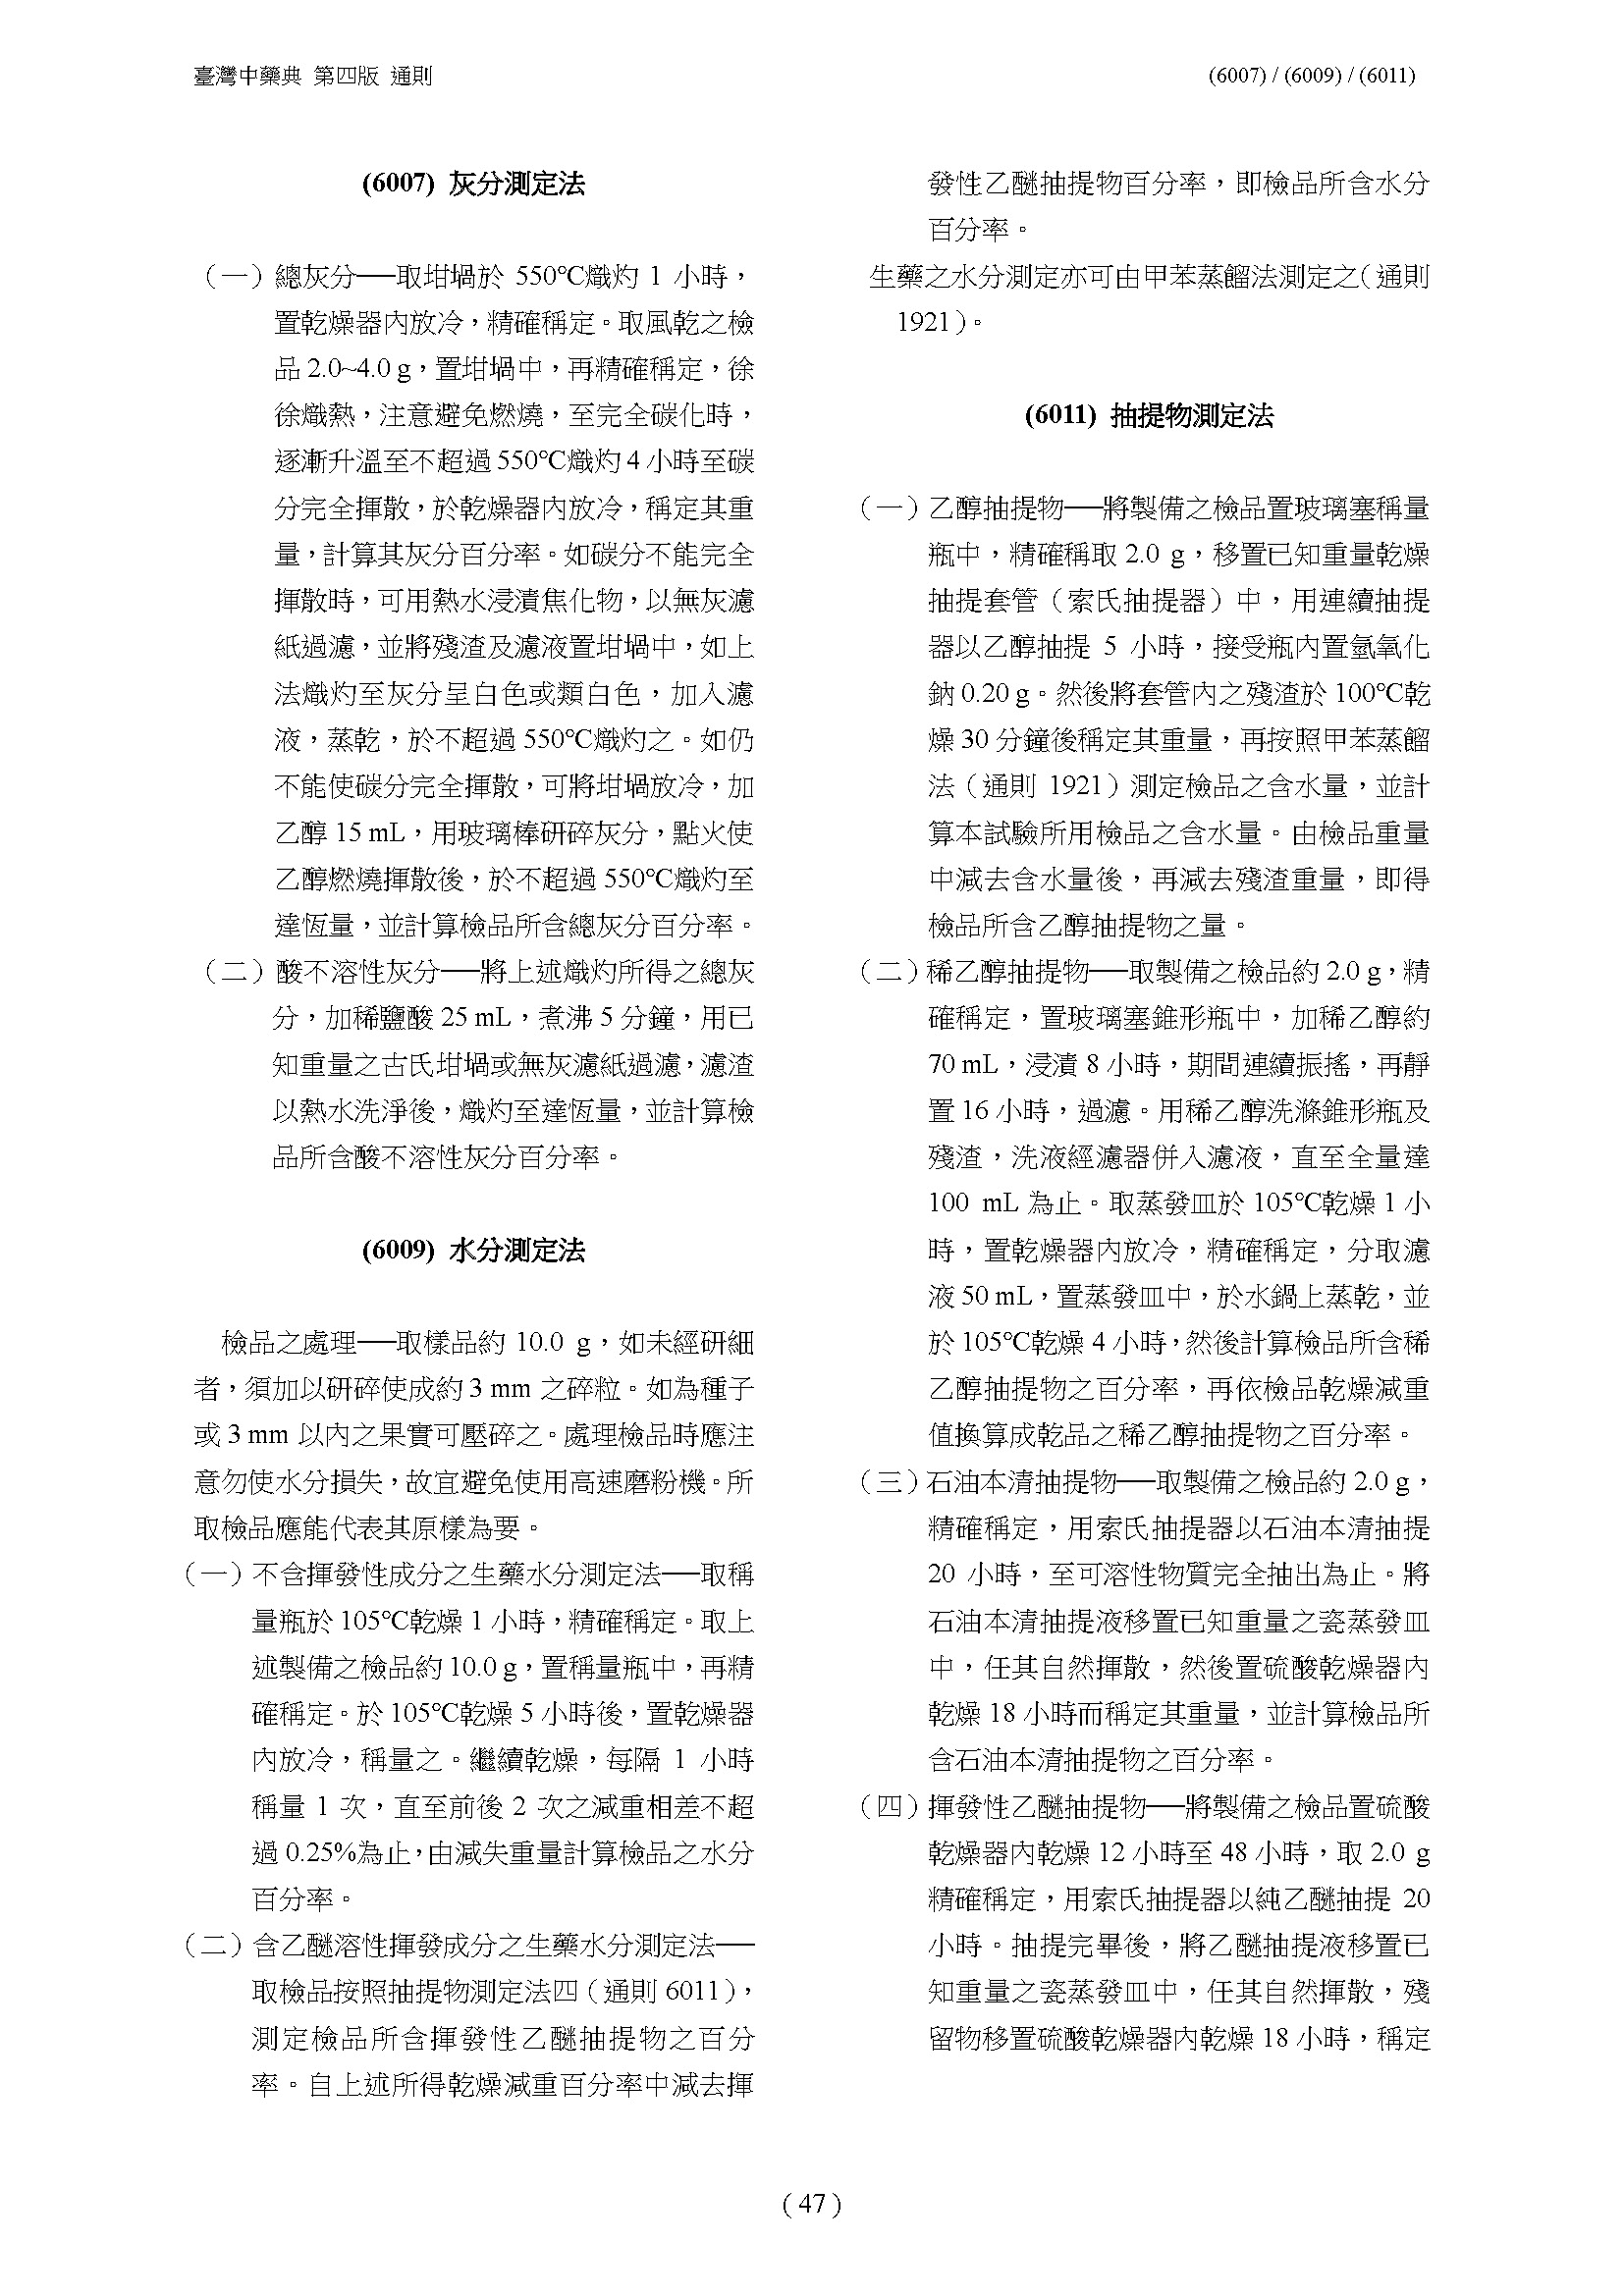 臺灣中藥典 第四版 通則
(6007) / (6009) / (6011)
(6007) 灰分測定法
（一）總灰分──取坩堝於 550℃熾灼 1 小時，
置乾燥器內放冷，精確稱定。取風乾之檢
品 2.0~4.0 g，置坩堝中，再精確稱定，徐
徐熾熱，注意避免燃燒，至完全碳化時，
逐漸升溫至不超過 550℃熾灼 4 小時至碳
分完全揮散，於乾燥器內放冷，稱定其重
量，計算其灰分百分率。如碳分不能完全
揮散時，可用熱水浸漬焦化物，以無灰濾
紙過濾，並將殘渣及濾液置坩堝中，如上
法熾灼至灰分呈白色或類白色，加入濾
液，蒸乾，於不超過 550℃熾灼之。如仍
不能使碳分完全揮散，可將坩堝放冷，加
乙醇 15 mL，用玻璃棒研碎灰分，點火使
乙醇燃燒揮散後，於不超過 550℃熾灼至
達恆量，並計算檢品所含總灰分百分率。
（二）酸不溶性灰分──將上述熾灼所得之總灰
分，加稀鹽酸 25 mL，煮沸 5 分鐘，用已
知重量之古氏坩堝或無灰濾紙過濾，濾渣
以熱水洗淨後，熾灼至達恆量，並計算檢
品所含酸不溶性灰分百分率。
(6009) 水分測定法
檢品之處理──取樣品約 10.0 g，如未經研細
者，須加以研碎使成約 3 mm 之碎粒。如為種子
或 3 mm 以內之果實可壓碎之。處理檢品時應注
意勿使水分損失，故宜避免使用高速磨粉機。所
取檢品應能代表其原樣為要。
（一）不含揮發性成分之生藥水分測定法──取稱
量瓶於 105℃乾燥 1 小時，精確稱定。取上
述製備之檢品約 10.0 g，置稱量瓶中，再精
確稱定。於 105℃乾燥 5 小時後，置乾燥器
內放冷，稱量之。繼續乾燥，每隔 1 小時
稱量 1 次，直至前後 2 次之減重相差不超
過 0.25%為止，由減失重量計算檢品之水分
百分率。
（二）含乙醚溶性揮發成分之生藥水分測定法──
取檢品按照抽提物測定法四（通則 6011），
測定檢品所含揮發性乙醚抽提物之百分
率。自上述所得乾燥減重百分率中減去揮
發性乙醚抽提物百分率，即檢品所含水分
百分率。
生藥之水分測定亦可由甲苯蒸餾法測定之（通則
1921）。
(6011) 抽提物測定法
（一）乙醇抽提物──將製備之檢品置玻璃塞稱量
瓶中，精確稱取 2.0 g，移置已知重量乾燥
抽提套管（索氏抽提器）中，用連續抽提
器以乙醇抽提 5 小時，接受瓶內置氫氧化
鈉 0.20 g。然後將套管內之殘渣於 100℃乾
燥 30 分鐘後稱定其重量，再按照甲苯蒸餾
法（通則 1921）測定檢品之含水量，並計
算本試驗所用檢品之含水量。由檢品重量
中減去含水量後，再減去殘渣重量，即得
檢品所含乙醇抽提物之量。
（二）稀乙醇抽提物──取製備之檢品約 2.0 g，精
確稱定，置玻璃塞錐形瓶中，加稀乙醇約
70 mL，浸漬 8 小時，期間連續振搖，再靜
置 16 小時，過濾。用稀乙醇洗滌錐形瓶及
殘渣，洗液經濾器併入濾液，直至全量達
100 mL 為止。取蒸發皿於 105℃乾燥 1 小
時，置乾燥器內放冷，精確稱定，分取濾
液 50 mL，置蒸發皿中，於水鍋上蒸乾，並
於 105℃乾燥 4 小時，然後計算檢品所含稀
乙醇抽提物之百分率，再依檢品乾燥減重
值換算成乾品之稀乙醇抽提物之百分率。
（三）石油本清抽提物──取製備之檢品約 2.0 g，
精確稱定，用索氏抽提器以石油本清抽提
20 小時，至可溶性物質完全抽出為止。將
石油本清抽提液移置已知重量之瓷蒸發皿
中，任其自然揮散，然後置硫酸乾燥器內
乾燥 18 小時而稱定其重量，並計算檢品所
含石油本清抽提物之百分率。
（四）揮發性乙醚抽提物──將製備之檢品置硫酸
乾燥器內乾燥 12 小時至 48 小時，取 2.0 g
精確稱定，用索氏抽提器以純乙醚抽提 20
小時。抽提完畢後，將乙醚抽提液移置已
知重量之瓷蒸發皿中，任其自然揮散，殘
留物移置硫酸乾燥器內乾燥 18 小時，稱定
( 47 )